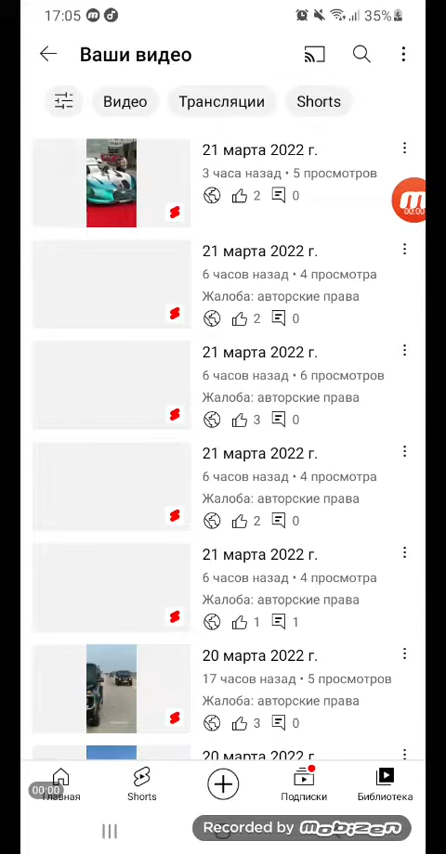 17:05 35%
Ваши видео
Видео Трансляции Shorts
21 марта 2022 г.
3 часа назад • 5 просмотров
2 0
00:00
21 марта 2022 г.
6 часов назад • 4 просмотра
Жалоба: авторские права
2 0
21 марта 2022 г.
6 часов назад • 6 просмотров
Жалоба: авторские права
3 0
21 марта 2022 г.
6 часов назад • 4 просмотра
Жалоба: авторские права
2 0
21 марта 2022 г.
6 часов назад • 4 просмотра
Жалоба: авторские права
1 1
20 марта 2022 г.
17 часов назад • 5 просмотров
Жалоба: авторские права
3 0
20 марта 2022 г.
00:00
Главная Shorts Подписки Библиотека
Recorded by mobizen